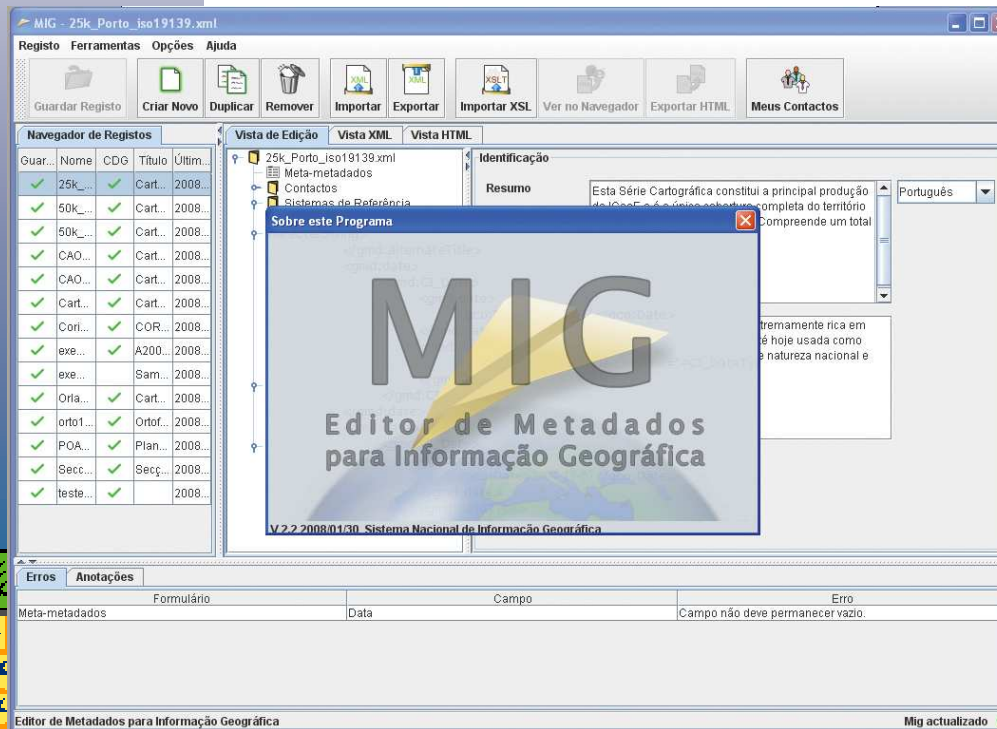 MIG - 25k_Porto_iso19139.xml
Registo Ferramentas Opções Ajuda
Guardar Registo Criar Novo Duplicar Remover Importar Exportar Importar XSL Ver no Navegador Exportar HTML Meus Contactos
Navegador de Registos
Vista de Edição Vista XML Vista HTML
Guar... Nome CDG Título Últim...
25k_... Cart... 2008...
50k_... Cart... 2008...
50k_... Cart... 2008...
CAO... Cart... 2008...
CAO... Cart... 2008...
Cart... Cart... 2008...
Cori... COR... 2008...
exe... A200... 2008...
exe... Sam... 2008...
Orla... Cart... 2008...
orto1... Ortof... 2008...
POA... Plan... 2008...
Secc... Secç... 2008...
teste... 2008...
25k_Porto_iso19139.xml
Meta-metadados
Contactos
Sistemas de Referência
Identificação
Resumo
Esta Série Cartográfica constitui a principal produção
completa do território
Compreende um total
Português
tremamente rica em
té hoje usada como
e natureza nacional e
Sobre este Programa
MIG
Editor de Metadados
para Informação Geográfica
V.2.2 2008/01/30 Sistema Nacional de Informação Geográfica
Erros Anotações
Formulário Campo Erro
Meta-metadados Data Campo não deve permanecer vazio.
Editor de Metadados para Informação Geográfica Mig actualizado